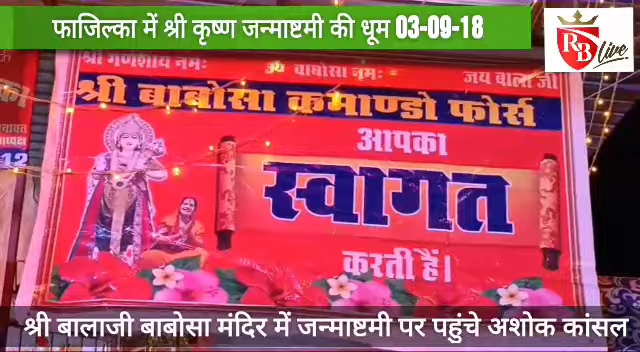 फाजिल्का में श्री कृष्ण जन्माष्टमी की धूम 03-09-18
RB
Live
श्री गणेशाय नमः
ॐ बाबोसा नमः
जय बाला जी
श्री बाबोसा कमाण्डो फोर्स
आपका
स्वागत
करती हैं।
12
श्री बालाजी बाबोसा मंदिर में जन्माष्टमी पर पहुंचे अशोक कांसल